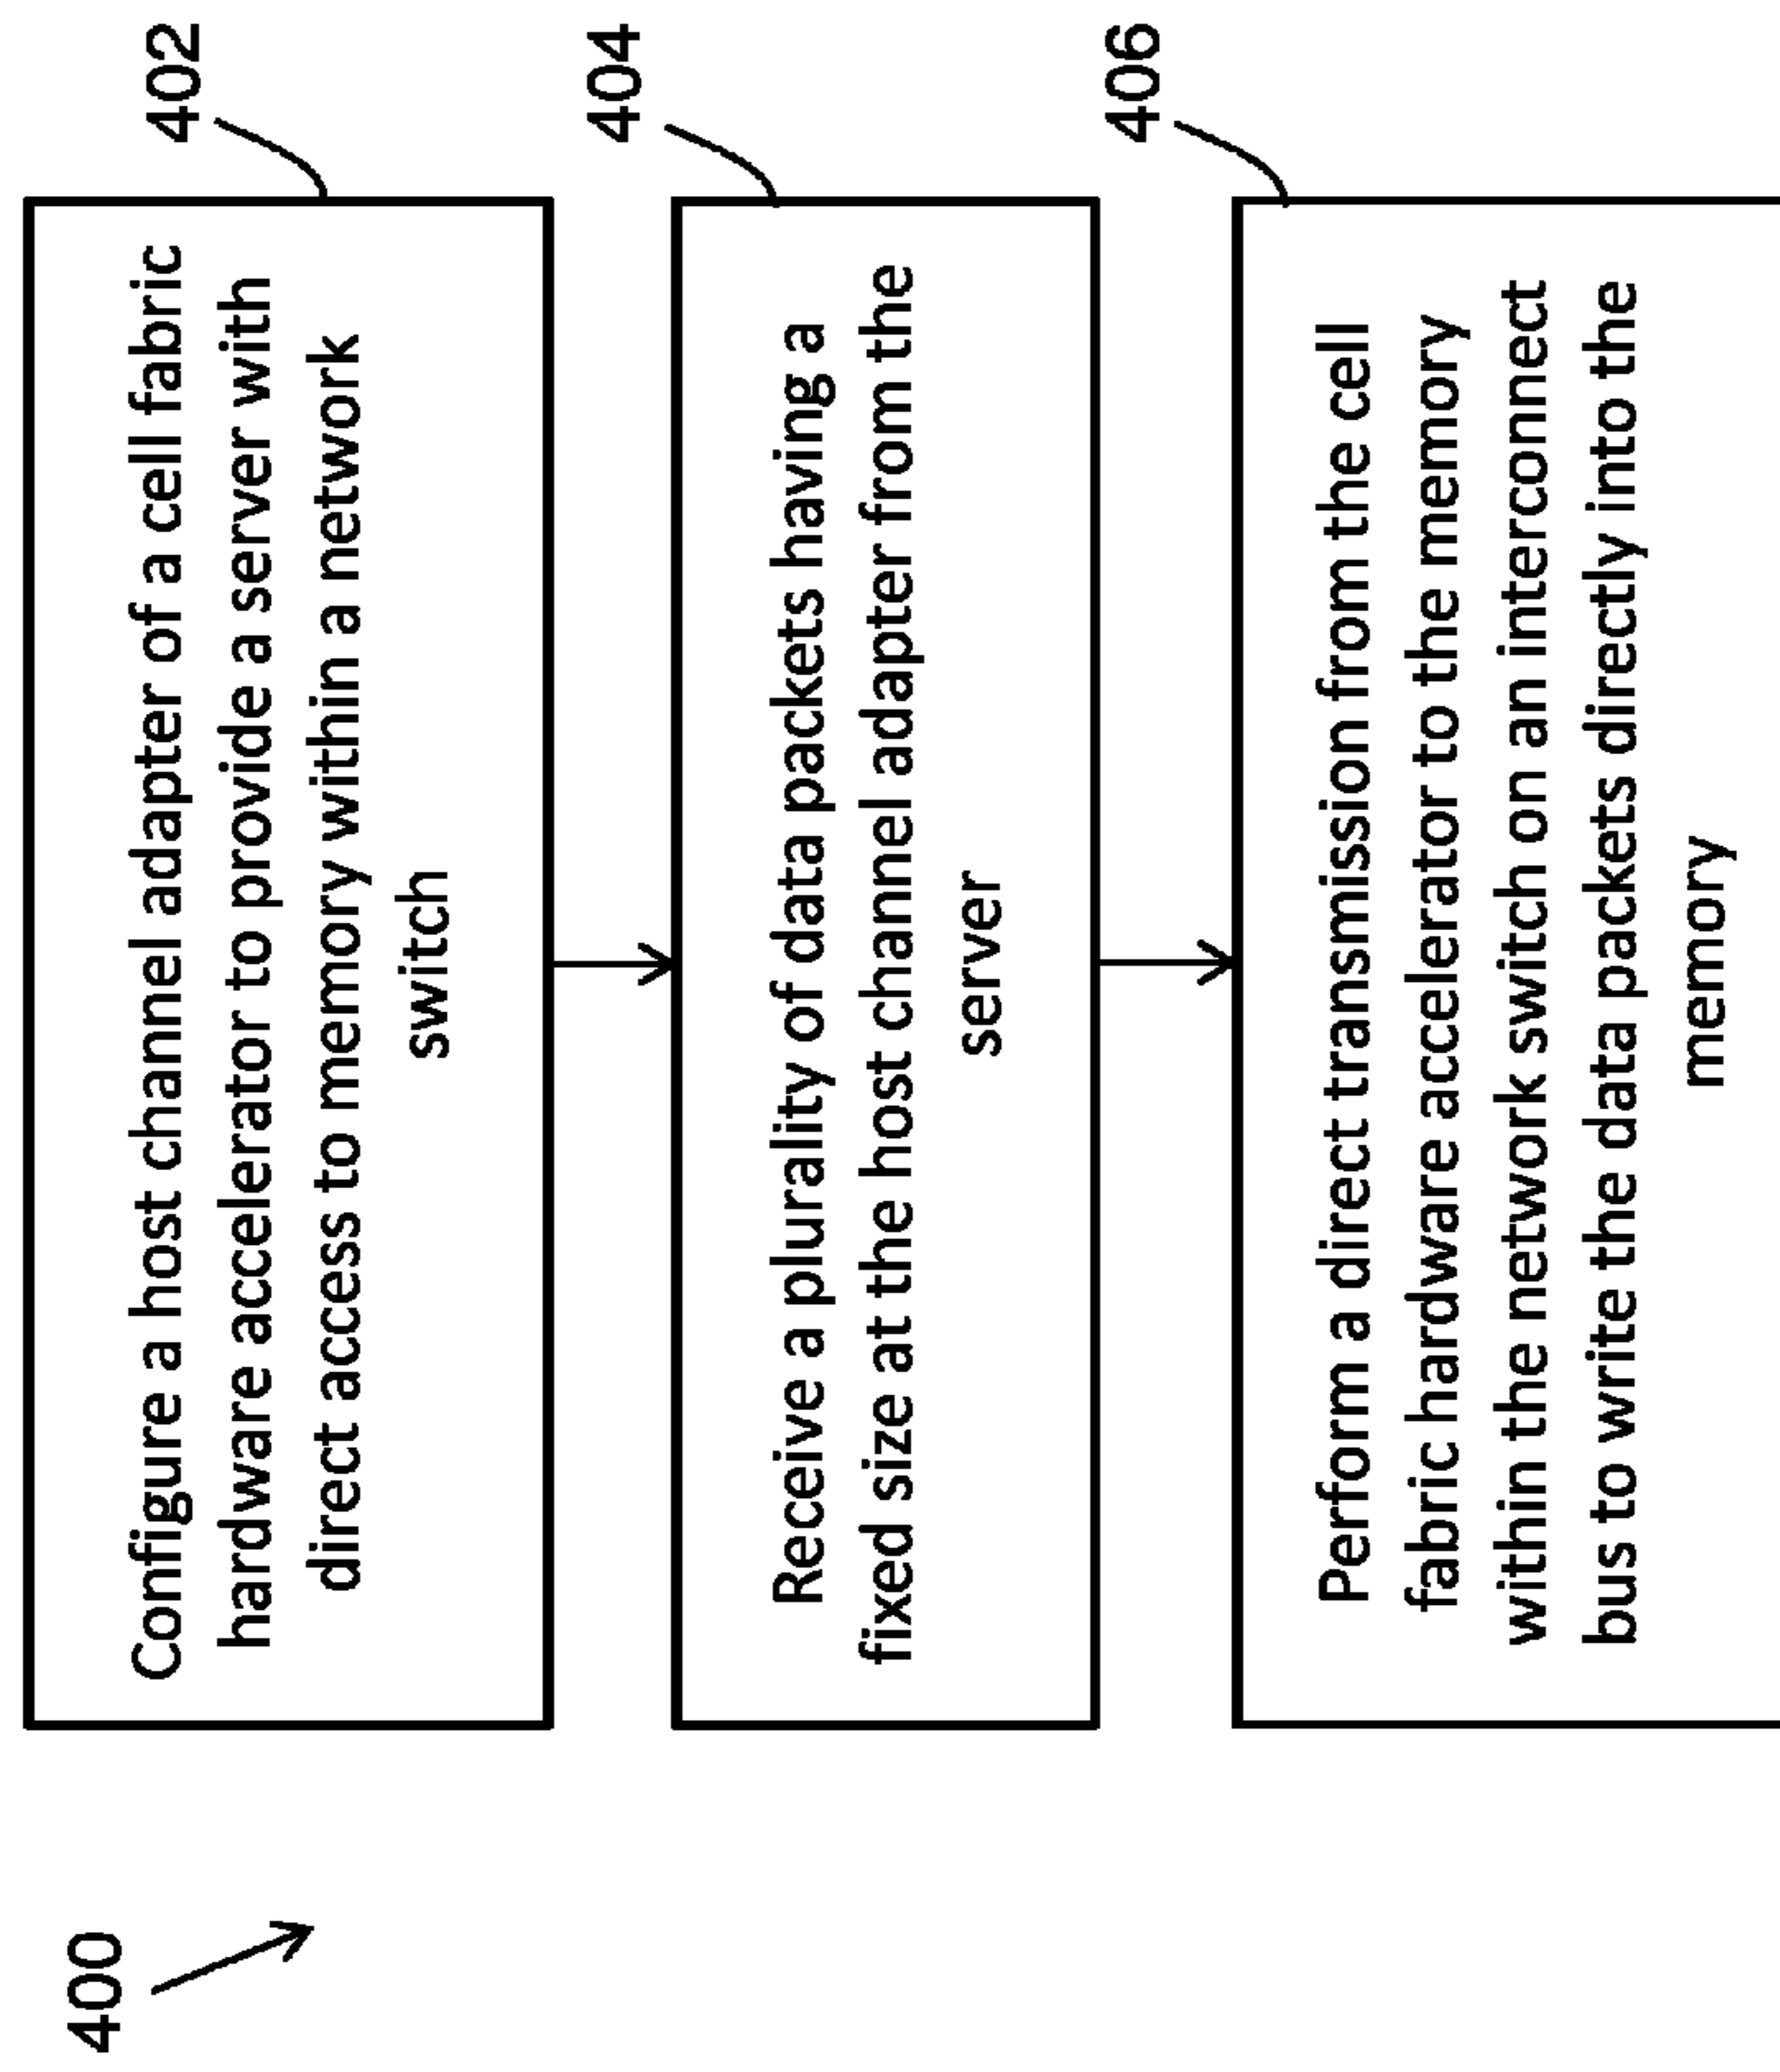 400
402
Configure a host channel adapter of a cell fabric
hardware accelerator to provide a server with
direct access to memory within a network
switch
404
Receive a plurality of data packets having a
fixed size at the host channel adapter from the
server
406
Perform a direct transmission from the cell
fabric hardware accelerator to the memory
within the network switch on an interconnect
bus to write the data packets directly into the
memory